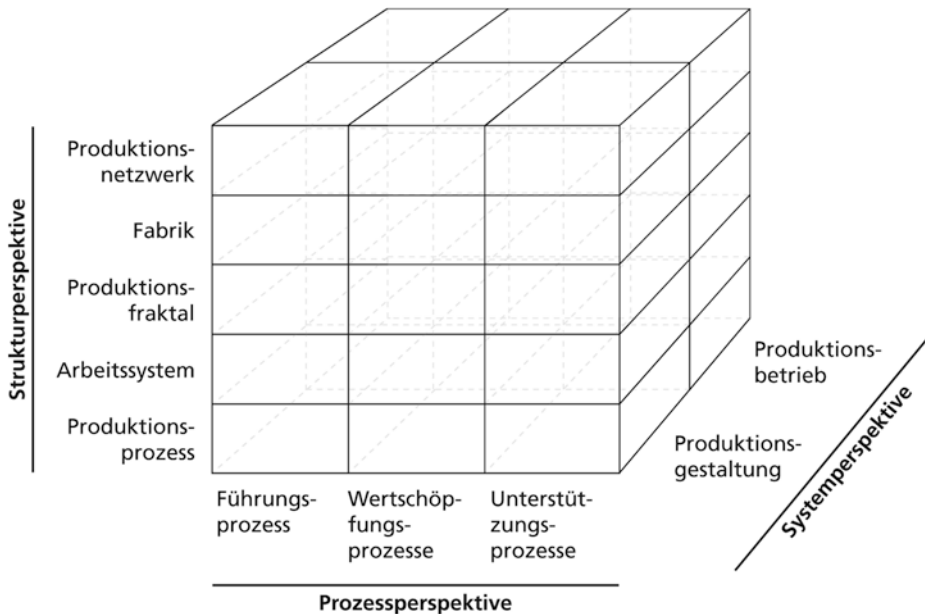 Strukturperspektive
Produktions-
netzwerk
Fabrik
Produktions-
fraktal
Arbeitssystem
Produktions-
prozess
Führungs-
prozess
Wertschöp-
fungs-
prozesse
Unterstüt-
zungs-
prozesse
Prozessperspektive
Produktions-
gestaltung
Produktions-
betrieb
Systemperspektive